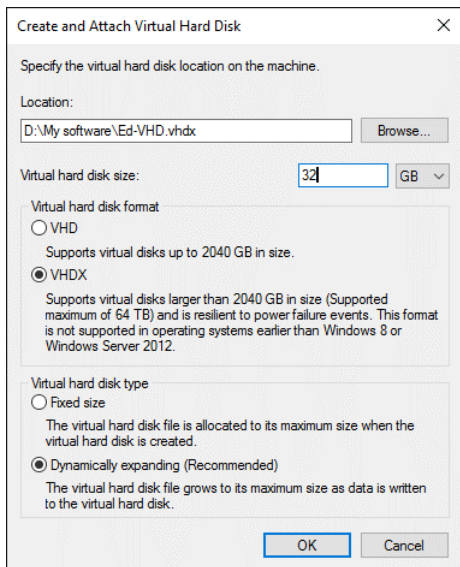 Create and Attach Virtual Hard Disk
Specify the virtual hard disk location on the machine.
Location:
D:\My software\Ed-VHD.vhdx
Browse...
Virtual hard disk size:
32
GB
Virtual hard disk format
VHD
Supports virtual disks up to 2040 GB in size.
VHDX
Supports virtual disks larger than 2040 GB in size (Supported
maximum of 64 TB) and is resilient to power failure events. This format
is not supported in operating systems earlier than Windows 8 or
Windows Server 2012.
Virtual hard disk type
Fixed size
The virtual hard disk file is allocated to its maximum size when the
virtual hard disk is created.
Dynamically expanding (Recommended)
The virtual hard disk file grows to its maximum size as data is written
to the virtual hard disk.
OK
Cancel